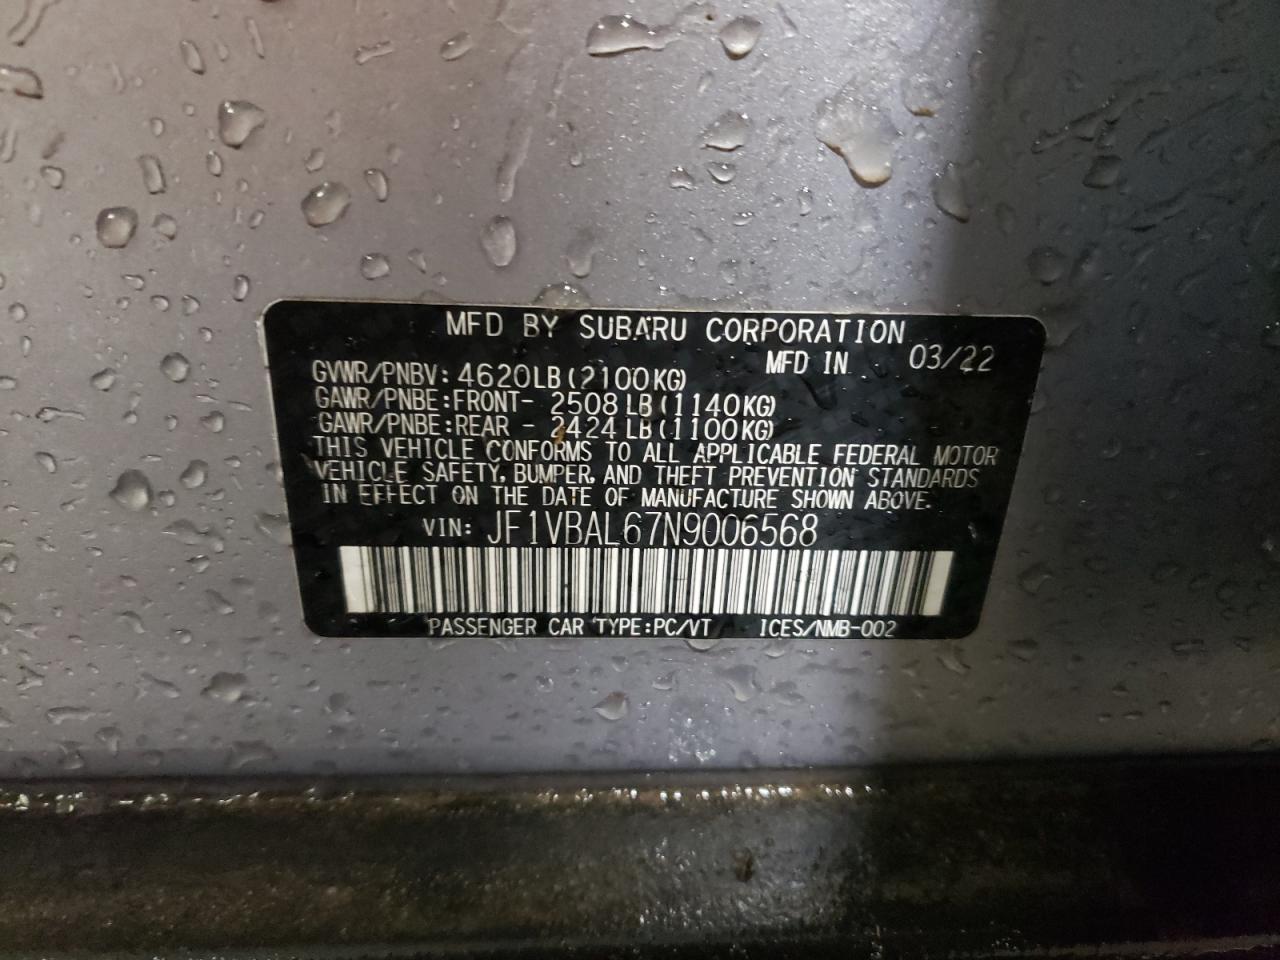 MFD BY SUBARU CORPORATION
MFD IN 03/22
GVWR/PNBV: 4620LB(2100KG)
GAWR/PNBE:FRONT- 2508LB(1140KG)
GAWR/PNBE:REAR - 2424LB(1100KG)
THIS VEHICLE CONFORMS TO ALL APPLICABLE FEDERAL MOTOR
VEHICLE SAFETY, BUMPER, AND THEFT PREVENTION STANDARDS
IN EFFECT ON THE DATE OF MANUFACTURE SHOWN ABOVE.
VIN: JF1VBAL67N9006568
PASSENGER CAR TYPE:PC/VT ICES/NMB-002